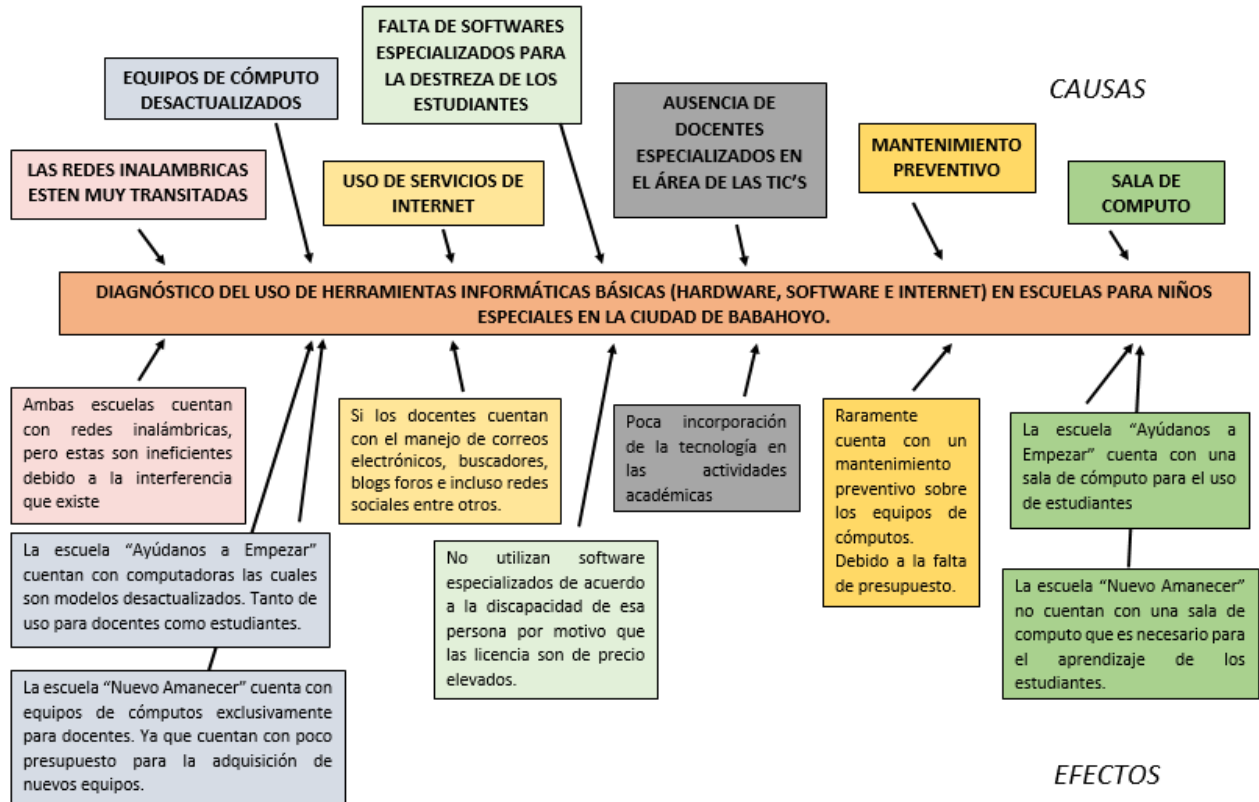 FALTA DE SOFTWARES
ESPECIALIZADOS PARA
LA DESTREZA DE LOS
ESTUDIANTES
EQUIPOS DE CÓMPUTO
DESACTUALIZADOS
CAUSAS
AUSENCIA DE
DOCENTES
ESPECIALIZADOS EN
EL ÁREA DE LAS TIC'S
MANTENIMIENTO
PREVENTIVO
LAS REDES INALAMBRICAS
ESTEN MUY TRANSITADAS
USO DE SERVICIOS DE
INTERNET
SALA DE
COMPUTO
DIAGNÓSTICO DEL USO DE HERRAMIENTAS INFORMÁTICAS BÁSICAS (HARDWARE, SOFTWARE E INTERNET) EN ESCUELAS PARA NIÑOS
ESPECIALES EN LA CIUDAD DE BABAHOYO.
Ambas escuelas cuentan
con redes inalámbricas,
pero estas son ineficientes
debido a la interferencia
que existe
Si los docentes cuentan
con el manejo de correos
electrónicos, buscadores,
blogs foros e incluso redes
sociales entre otros.
Poca incorporación
de la tecnología en
las actividades
académicas
Raramente
cuenta con un
mantenimiento
preventivo sobre
los equipos de
cómputos.
Debido a la falta
de presupuesto.
La escuela "Ayúdanos a
Empezar" cuenta con una
sala de cómputo para el uso
de estudiantes
La escuela "Ayúdanos a Empezar"
cuentan con computadoras las cuales
son modelos desactualizados. Tanto de
uso para docentes como estudiantes.
No utilizan software
especializados de acuerdo
a la discapacidad de esa
persona por motivo que
las licencia son de precio
elevados.
La escuela "Nuevo Amanecer"
no cuentan con una sala de
computo que es necesario para
el aprendizaje de los
estudiantes.
La escuela "Nuevo Amanecer" cuenta con
equipos de cómputos exclusivamente
para docentes. Ya que cuentan con poco
presupuesto para la adquisición de
nuevos equipos.
EFECTOS